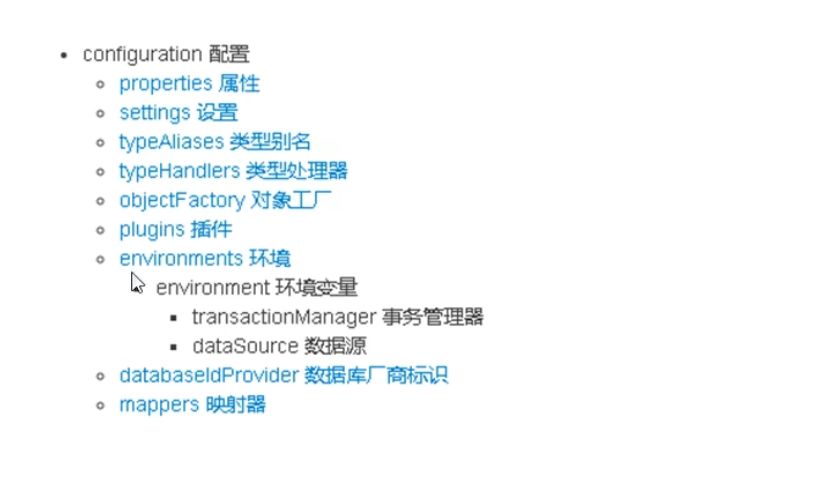 configuration 配置
properties 属性
settings 设置
typeAliases 类型别名
typeHandlers 类型处理器
objectFactory 对象工厂
plugins 插件
environments 环境
environment 环境变量
transactionManager 事务管理器
dataSource 数据源
databaseIdProvider 数据库厂商标识
mappers 映射器